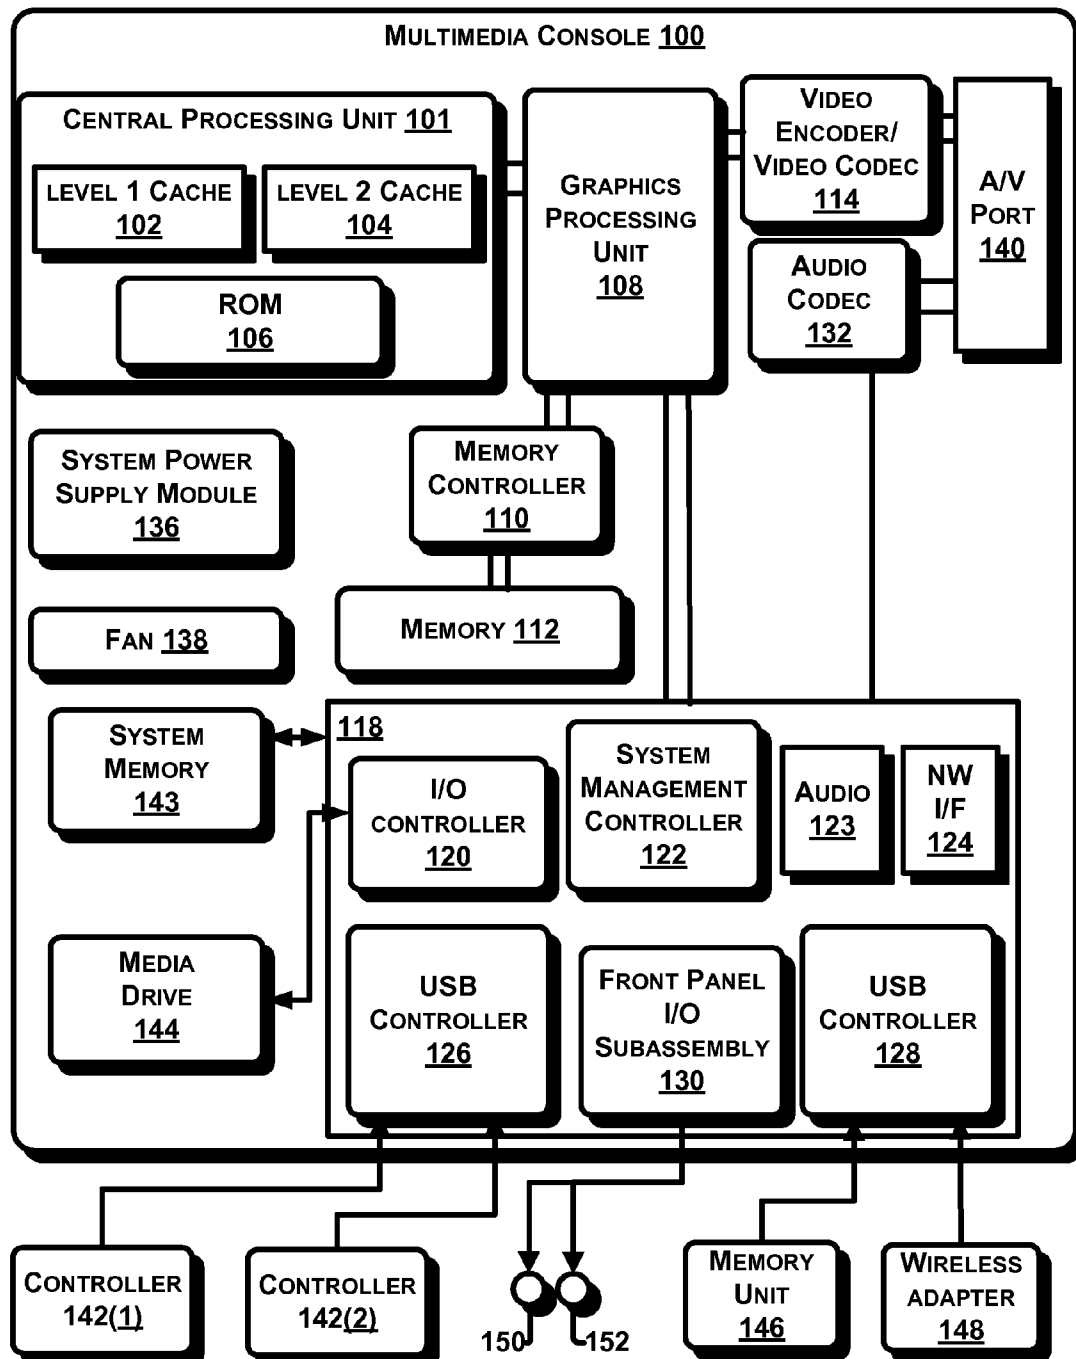 MULTIMEDIA CONSOLE 100
CENTRAL PROCESSING UNIT 101
LEVEL 1 CACHE
102
LEVEL 2 CACHE
104
ROM
106
GRAPHICS
PROCESSING
UNIT
108
VIDEO
ENCODER/
VIDEO CODEC
114
A/V
PORT
140
AUDIO
CODEC
132
SYSTEM POWER
SUPPLY MODULE
136
MEMORY
CONTROLLER
110
FAN 138
MEMORY 112
SYSTEM
MEMORY
143
118
I/O
CONTROLLER
120
SYSTEM
MANAGEMENT
CONTROLLER
122
AUDIO
123
NW
I/F
124
MEDIA
DRIVE
144
USB
CONTROLLER
126
FRONT PANEL
I/O
SUBASSEMBLY
130
USB
CONTROLLER
128
CONTROLLER
142(1)
CONTROLLER
142(2)
150
152
MEMORY
UNIT
146
WIRELESS
ADAPTER
148